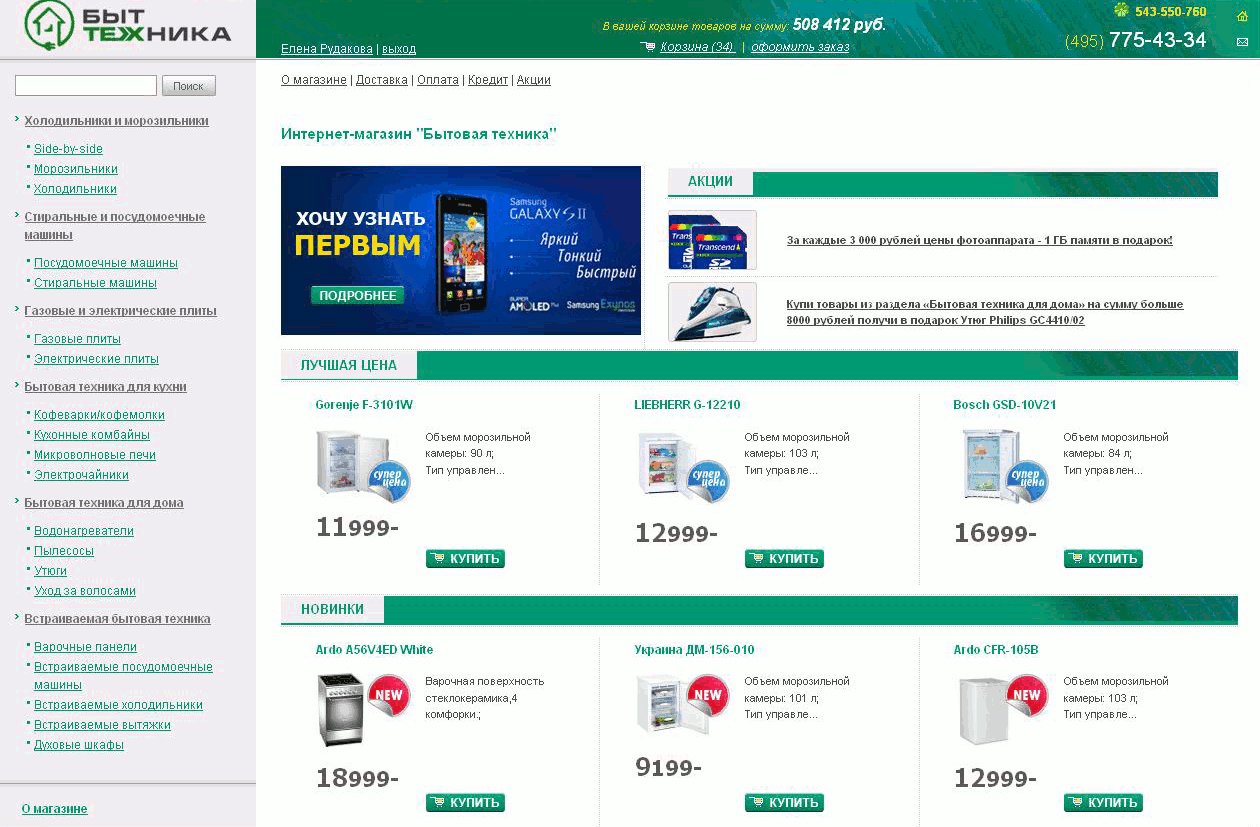 БЫТ
ТЕХНИКА
Елена Рудакова | выход
В вашей корзине товаров на сумму: 508 412 руб.
Корзина (34) | оформить заказ
543-550-760
(495) 775-43-34
Поиск
Холодильники и морозильники
Side-by-side
Морозильники
Холодильники
Стиральные и посудомоечные
машины
Посудомоечные машины
Стиральные машины
Газовые и электрические плиты
Газовые плиты
Электрические плиты
Бытовая техника для кухни
Кофеварки/кофемолки
Кухонные комбайны
Микроволновые печи
Электрочайники
Бытовая техника для дома
Водонагреватели
Пылесосы
Утюги
Уход за волосами
Встраиваемая бытовая техника
Варочные панели
Встраиваемые посудомоечные
машины
Встраиваемые холодильники
Встраиваемые вытяжки
Духовые шкафы
О магазине
О магазине | Доставка | Оплата | Кредит | Акции
Интернет-магазин "Бытовая техника"
ХОЧУ УЗНАТЬ
ПЕРВЫМ
ПОДРОБНЕЕ
Samsung
GALAXY S II
Яркий
Тонкий
Быстрый
SUPER
AMOLED Plus
Samsung Exynos
АКЦИИ
Transcend
Transcend
За каждые 3 000 рублей цены фотоаппарата - 1 ГБ памяти в подарок!
Купи товары из раздела «Бытовая техника для дома» на сумму больше
8000 рублей получи в подарок Утюг Philips GC4410/02
ЛУЧШАЯ ЦЕНА
Gorenje F-3101W
супер
цена
Объем морозильной
камеры: 90 л;
Тип управлен...
11999-
КУПИТЬ
LIEBHERR G-12210
супер
цена
Объем морозильной
камеры: 103 л;
Тип управле...
12999-
КУПИТЬ
Bosch GSD-10V21
супер
цена
Объем морозильной
камеры: 84 л;
Тип управлен...
16999-
КУПИТЬ
НОВИНКИ
Ardo A56V4ED White
NEW
Варочная поверхность
стеклокерамика,4
комфорки.;
18999-
КУПИТЬ
Украина ДМ-156-010
NEW
Объем морозильной
камеры: 101 л;
Тип управле...
9199-
КУПИТЬ
Ardo CFR-105B
NEW
Объем морозильной
камеры: 103 л;
Тип управле...
12999-
КУПИТЬ